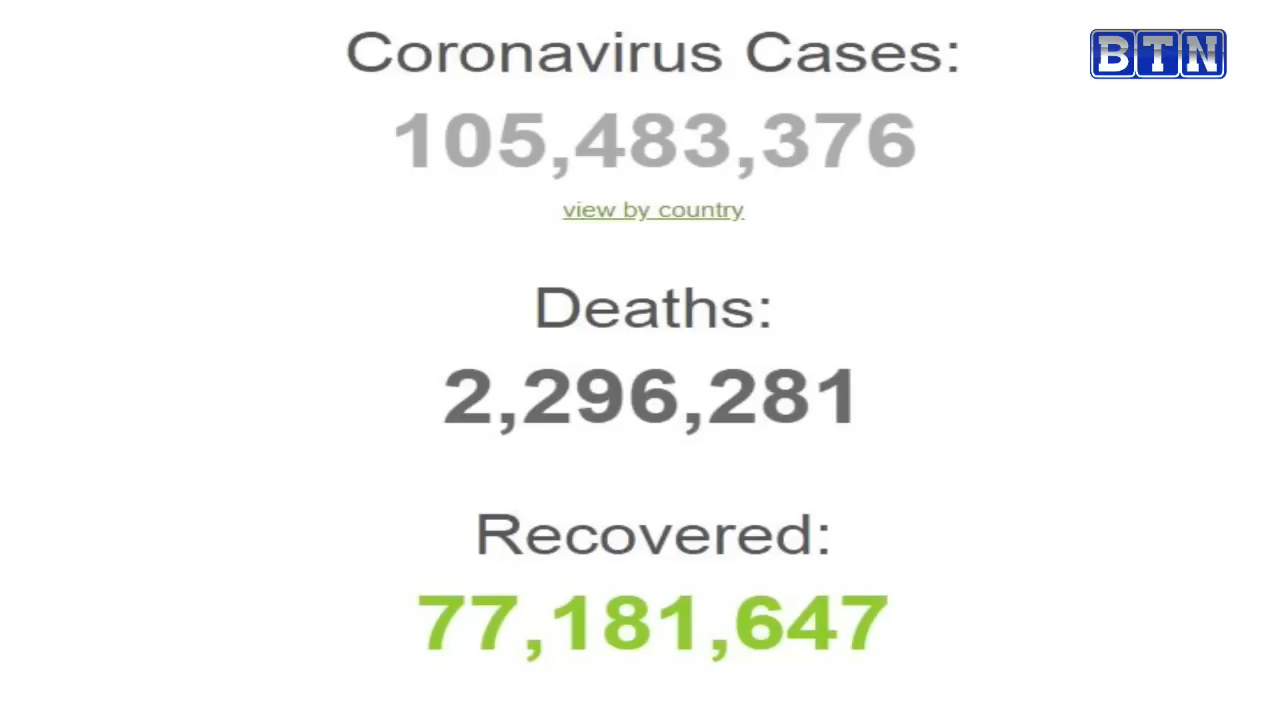 Coronavirus Cases:
BTN
105,483,376
view by country
Deaths:
2,296,281
Recovered:
77,181,647